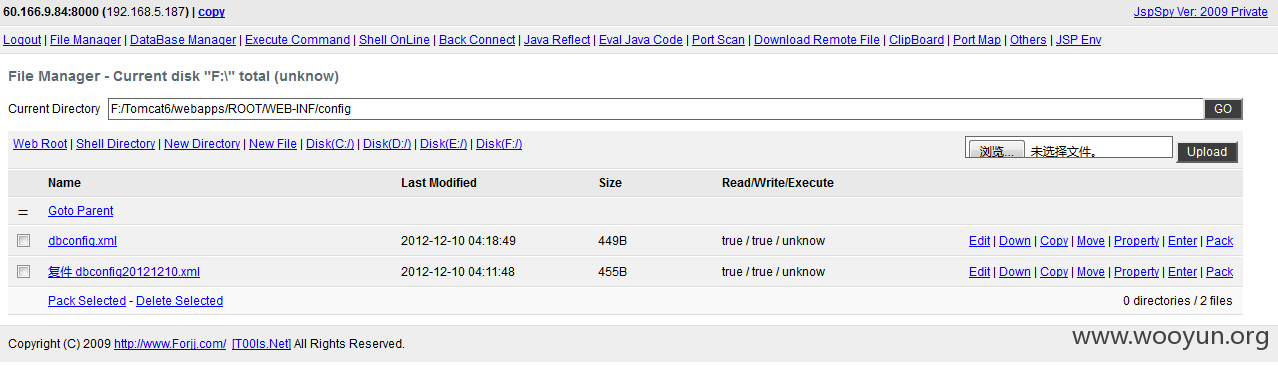 60.166.9.84:8000 (192.168.5.187) | copy JspSpy Ver: 2009 Private
Logout | File Manager | DataBase Manager | Execute Command | Shell OnLine | Back Connect | Java Reflect | Eval Java Code | Port Scan | Download Remote File | ClipBoard | Port Map | Others | JSP Env
File Manager - Current disk "F:\" total (unknow)
Current Directory F:/Tomcat6/webapps/ROOT/WEB-INF/config GO
Web Root | Shell Directory | New Directory | New File | Disk(C:/) | Disk(D:/) | Disk(E:/) | Disk(F:/) 浏览... 未选择文件。 Upload
Name Last Modified Size Read/Write/Execute
= Goto Parent
dbconfig.xml 2012-12-10 04:18:49 449B true / true / unknow Edit | Down | Copy | Move | Property | Enter | Pack
复件 dbconfig20121210.xml 2012-12-10 04:11:48 455B true / true / unknow Edit | Down | Copy | Move | Property | Enter | Pack
Pack Selected - Delete Selected 0 directories / 2 files
Copyright (C) 2009 http://www.Forjj.com/ [T00ls.Net] All Rights Reserved.
www.wooyun.org